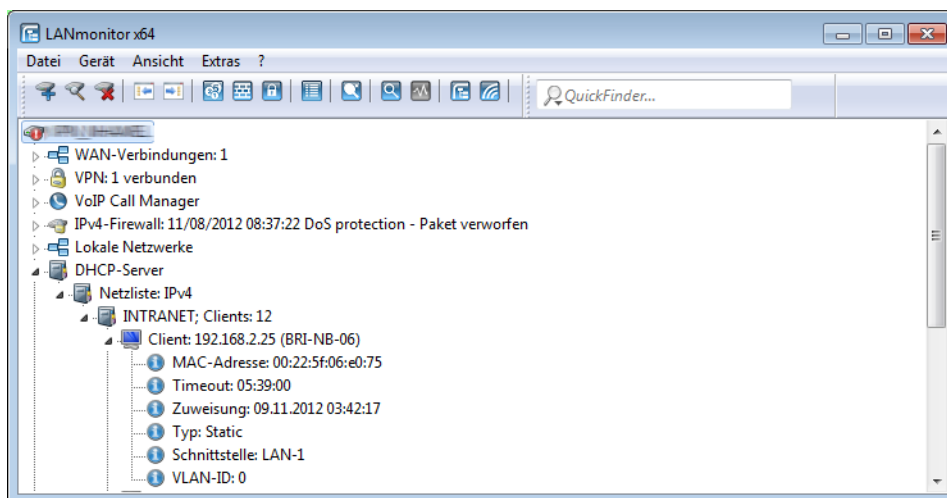 LANmonitor x64
Datei Gerät Ansicht Extras ?
QuickFinder...
WAN-Verbindungen: 1
VPN: 1 verbunden
VoIP Call Manager
IPv4-Firewall: 11/08/2012 08:37:22 DoS protection - Paket verworfen
Lokale Netzwerke
DHCP-Server
Netzliste: IPv4
INTRANET; Clients: 12
Client: 192.168.2.25 (BRI-NB-06)
MAC-Adresse: 00:22:5f:06:e0:75
Timeout: 05:39:00
Zuweisung: 09.11.2012 03:42:17
Typ: Static
Schnittstelle: LAN-1
VLAN-ID: 0